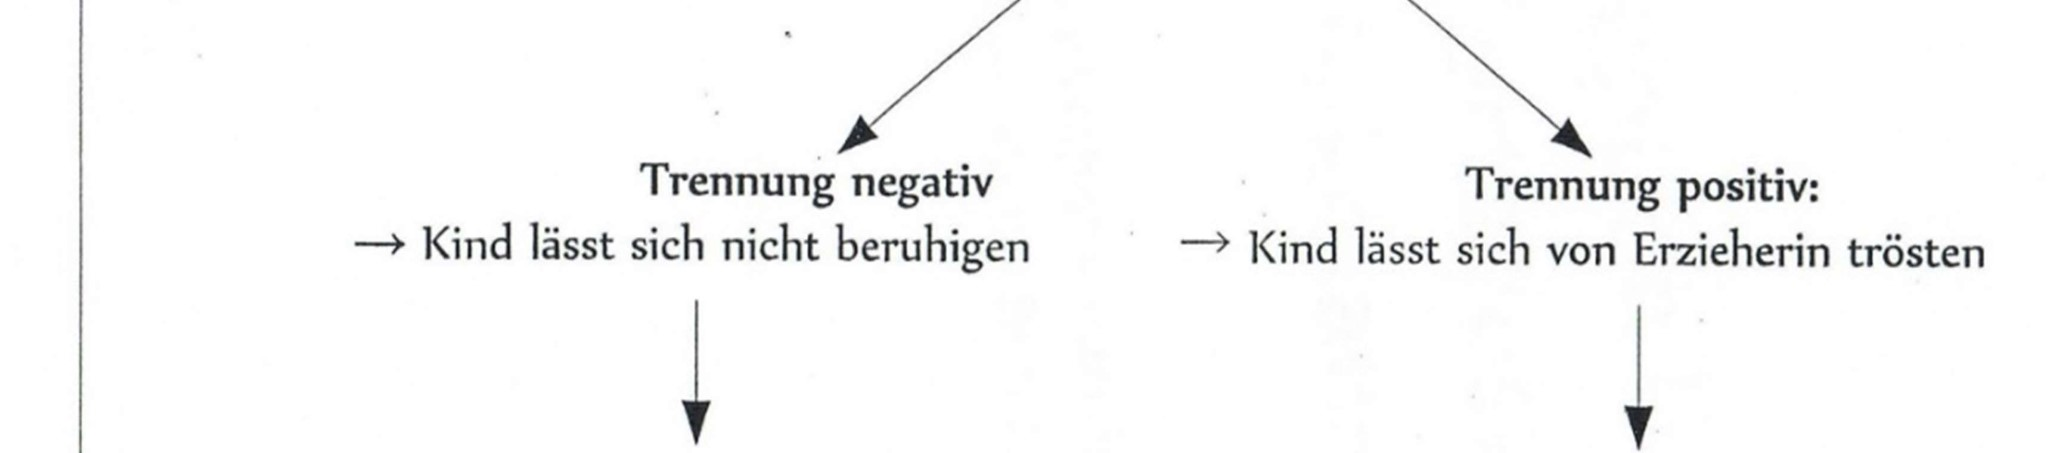 Trennung negativ
→ Kind lässt sich nicht beruhigen
Trennung positiv:
→ Kind lässt sich von Erzieherin trösten